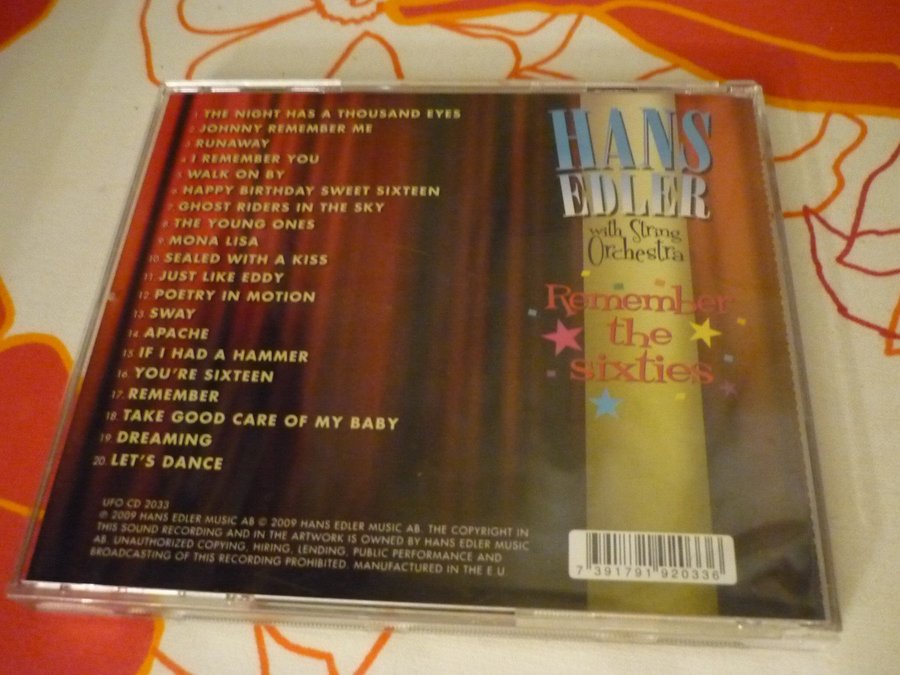 1. THE NIGHT HAS A THOUSAND EYES
2. JOHNNY REMEMBER ME
3. RUNAWAY
4. I REMEMBER YOU
5. WALK ON BY
6. HAPPY BIRTHDAY SWEET SIXTEEN
7. GHOST RIDERS IN THE SKY
8. THE YOUNG ONES
9. MONA LISA
10. SEALED WITH A KISS
11. JUST LIKE EDDY
12. POETRY IN MOTION
13. SWAY
14. APACHE
15. IF I HAD A HAMMER
16. YOU'RE SIXTEEN
17. REMEMBER
18. TAKE GOOD CARE OF MY BABY
19. DREAMING
20. LET'S DANCE
HANS
EDLER
with String
Orchestra
Remember
the
sixties
UFO CD 2033
℗ 2009 HANS EDLER MUSIC AB © 2009 HANS EDLER MUSIC AB. THE COPYRIGHT IN
THIS SOUND RECORDING AND IN THE ARTWORK IS OWNED BY HANS EDLER MUSIC
AB. UNAUTHORIZED COPYING, HIRING, LENDING, PUBLIC PERFORMANCE AND
BROADCASTING OF THIS RECORDING PROHIBITED. MANUFACTURED IN THE E.U
7 391791 920336